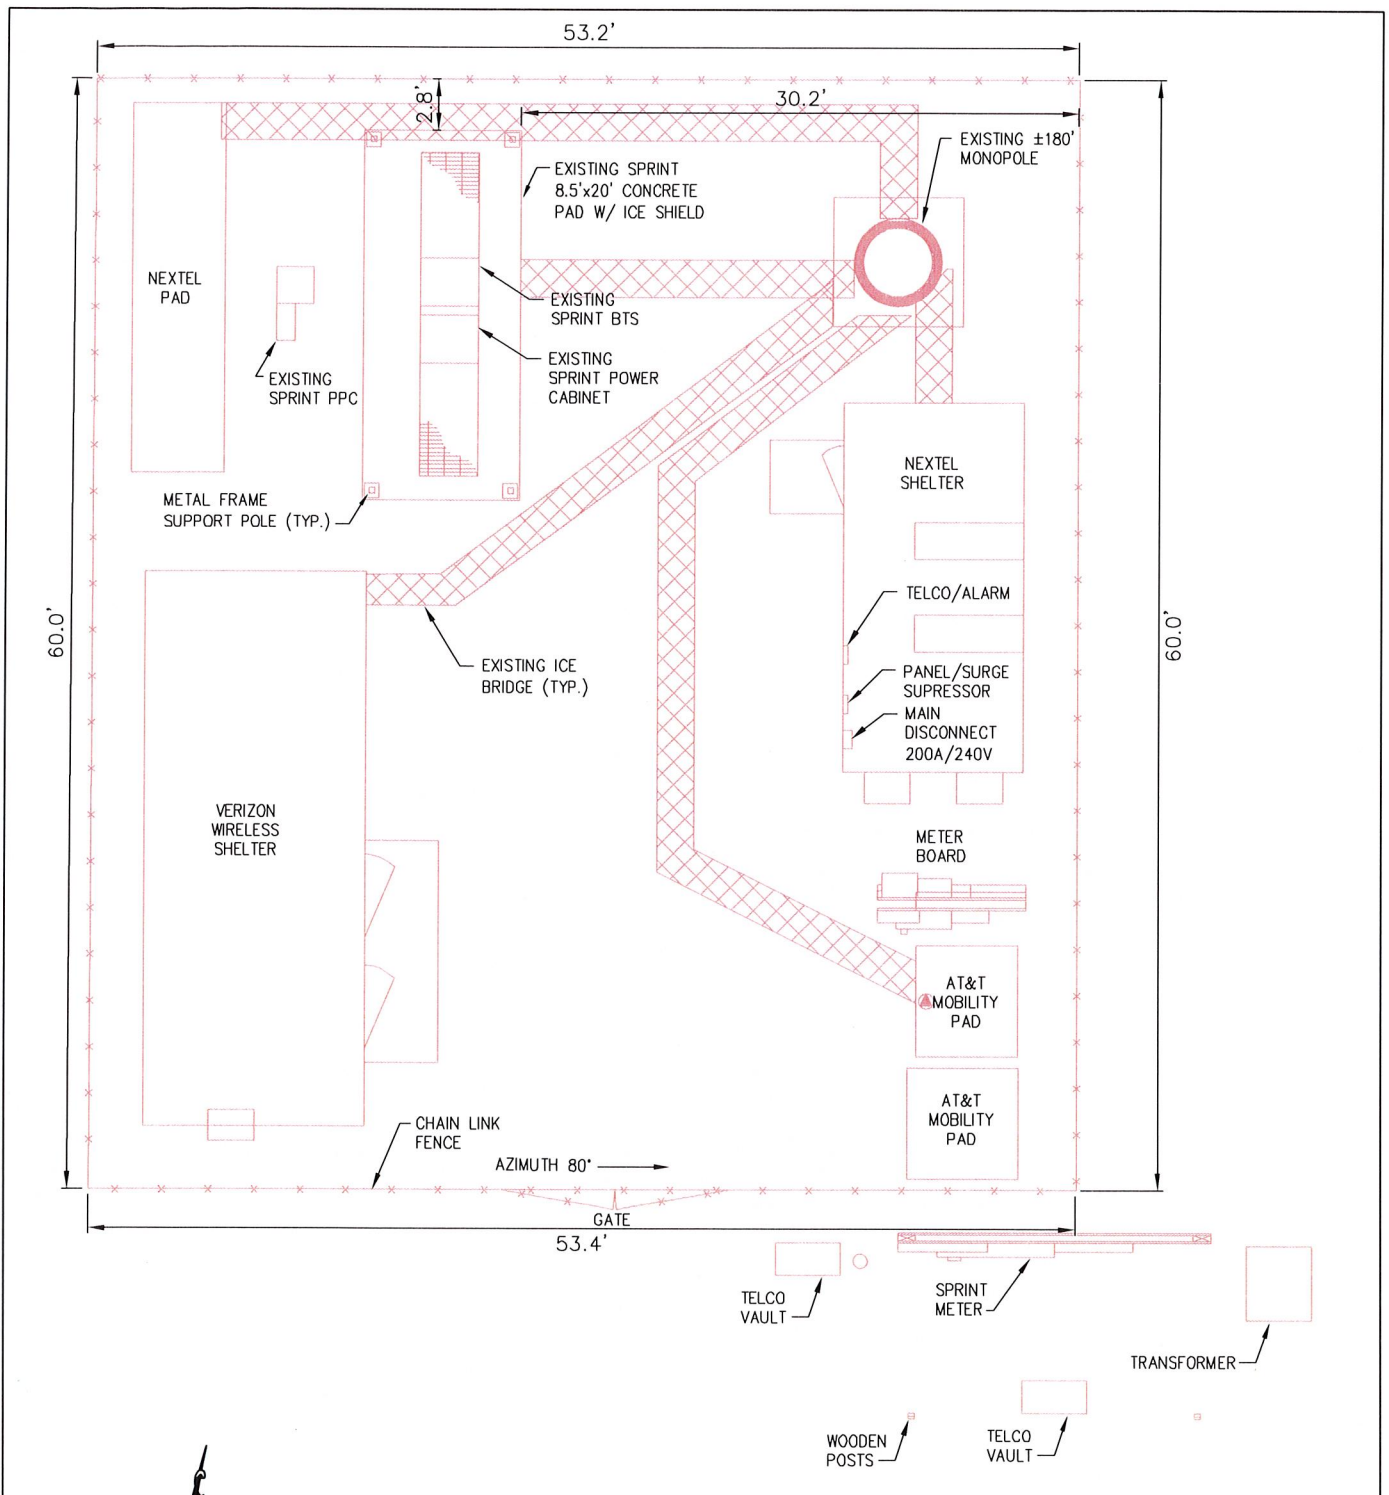 53.2'
2.8'
30.2'
EXISTING ±180'
MONOPOLE
EXISTING SPRINT
8.5'x20' CONCRETE
PAD W/ ICE SHIELD
NEXTEL
PAD
EXISTING
SPRINT BTS
EXISTING
SPRINT POWER
CABINET
EXISTING
SPRINT PPC
NEXTEL
SHELTER
METAL FRAME
SUPPORT POLE (TYP.)
60.0'
60.0'
TELCO/ALARM
EXISTING ICE
BRIDGE (TYP.)
PANEL/SURGE
SUPRESSOR
MAIN
DISCONNECT
200A/240V
VERIZON
WIRELESS
SHELTER
METER
BOARD
AT&T
MOBILITY
PAD
AT&T
MOBILITY
PAD
CHAIN LINK
FENCE
AZIMUTH 80°
GATE
53.4'
TELCO
VAULT
SPRINT
METER
TRANSFORMER
WOODEN
POSTS
TELCO
VAULT